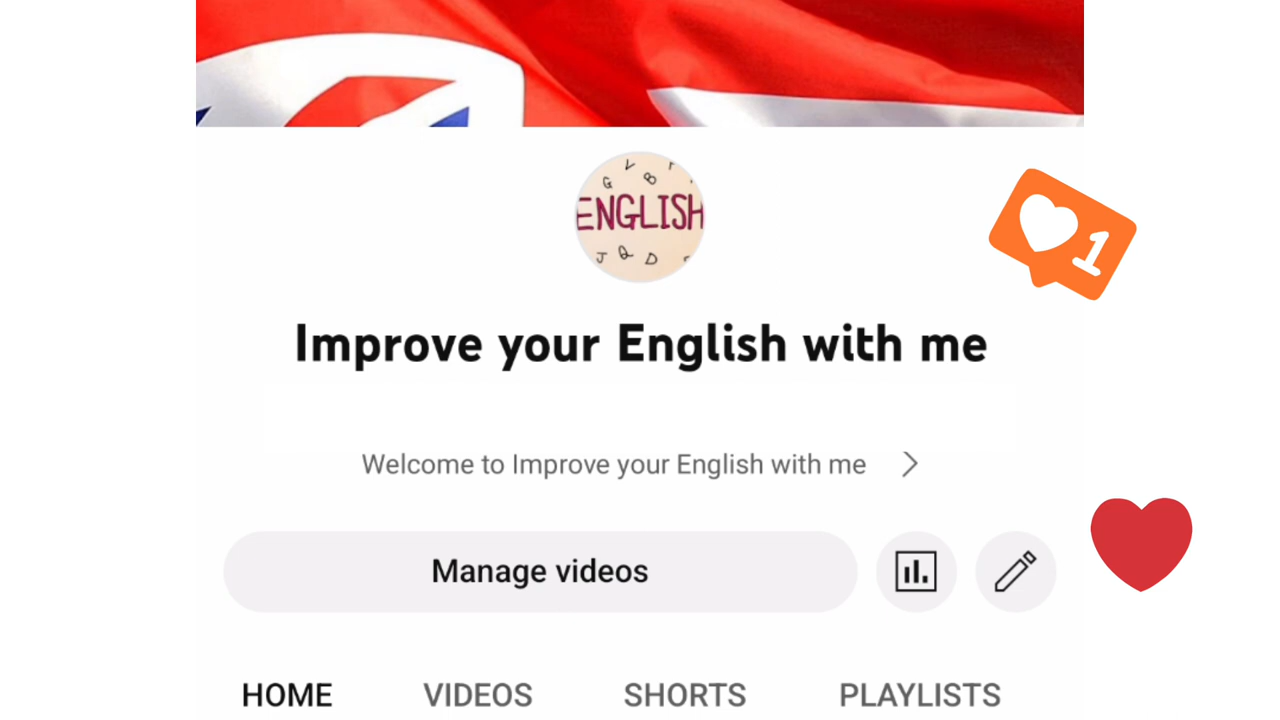 G V B
ENGLISH
J Q D
1
Improve your English with me
Welcome to Improve your English with me
Manage videos
HOME VIDEOS SHORTS PLAYLISTS